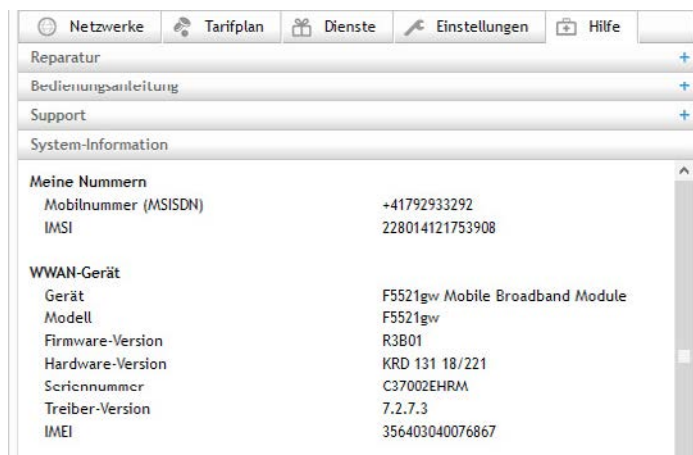 Netzwerke Tarifplan Dienste Einstellungen Hilfe
Reparatur +
Bedienungsanleitung +
Support +
System-Information
Meine Nummern
Mobilnummer (MSISDN) +41792933292
IMSI 228014121753908
WWAN-Gerät
Gerät F5521gw Mobile Broadband Module
Modell F5521gw
Firmware-Version R3B01
Hardware-Version KRD 131 18/221
Seriennummer C37002EHRM
Treiber-Version 7.2.7.3
IMEI 356403040076867